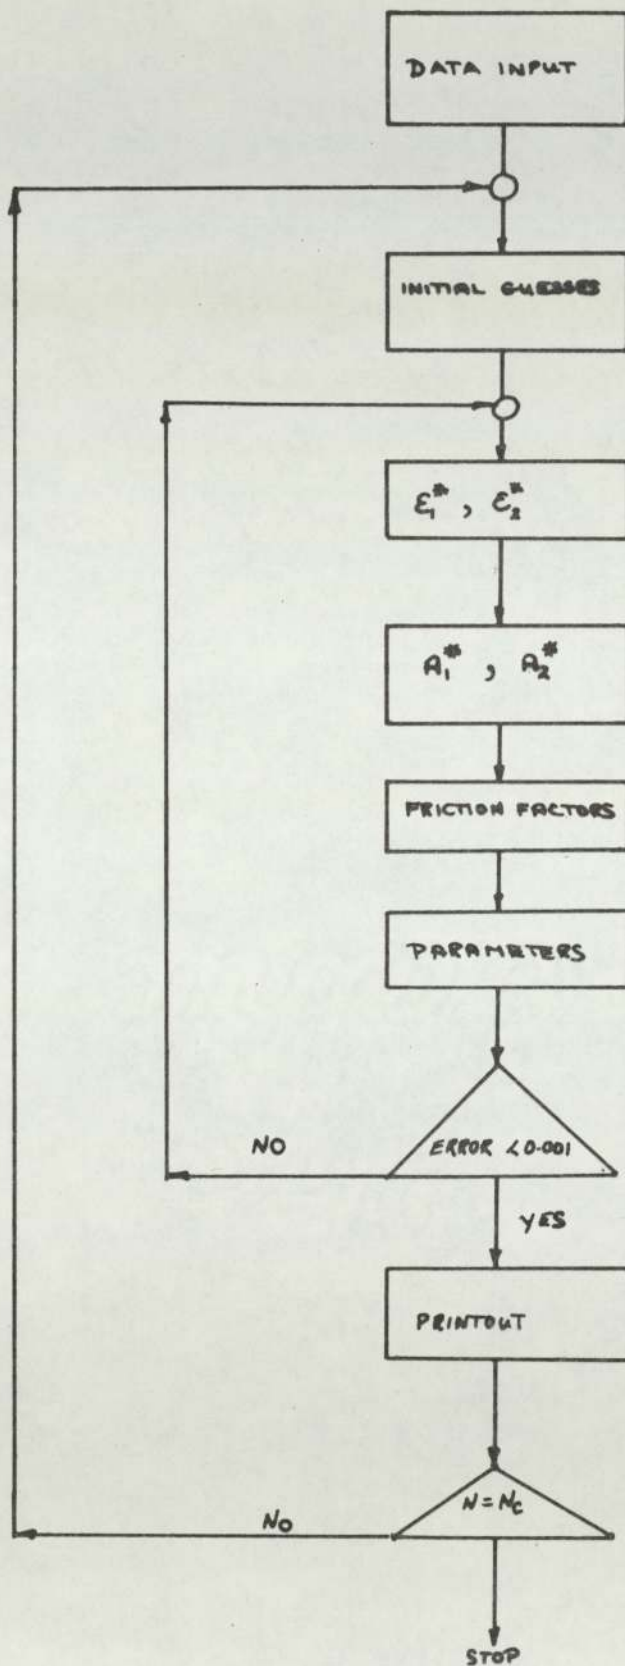 DATA INPUT
INITIAL GUESSES
ε₁*, ε₂*
A₁*, A₂*
FRICTION FACTORS
PARAMETERS
ERROR <0.001
NO
YES
PRINTOUT
N = Nc
NO
STOP